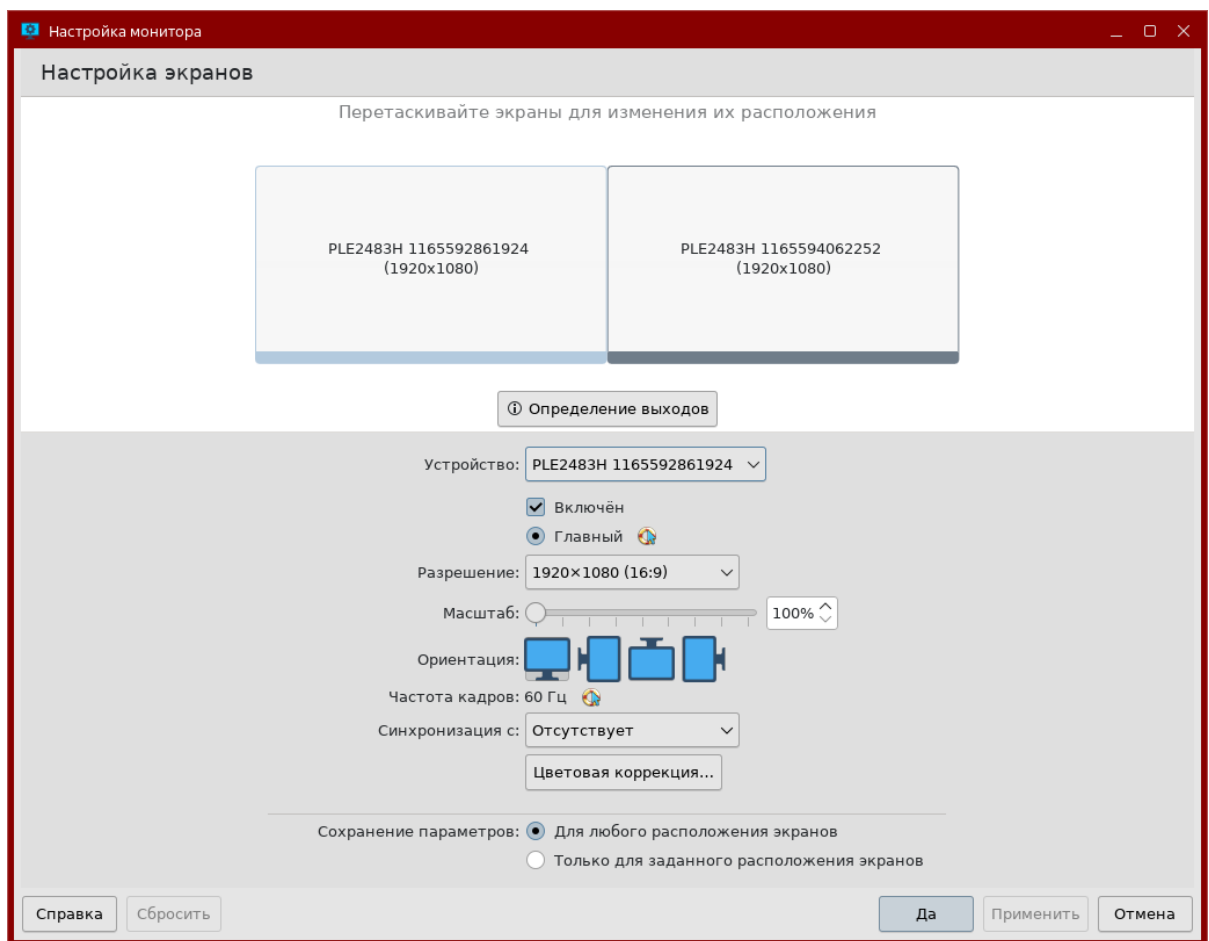 Настройка монитора
Настройка экранов
Перетаскивайте экраны для изменения их расположения
PLE2483H 1165592861924
(1920x1080)
PLE2483H 1165594062252
(1920x1080)
Определение выходов
Устройство: PLE2483H 1165592861924
Включён
Главный
Разрешение: 1920×1080 (16:9)
Масштаб: 100%
Ориентация:
Частота кадров: 60 Гц
Синхронизация с: Отсутствует
Цветовая коррекция...
Сохранение параметров: Для любого расположения экранов
Только для заданного расположения экранов
Справка Сбросить Да Применить Отмена